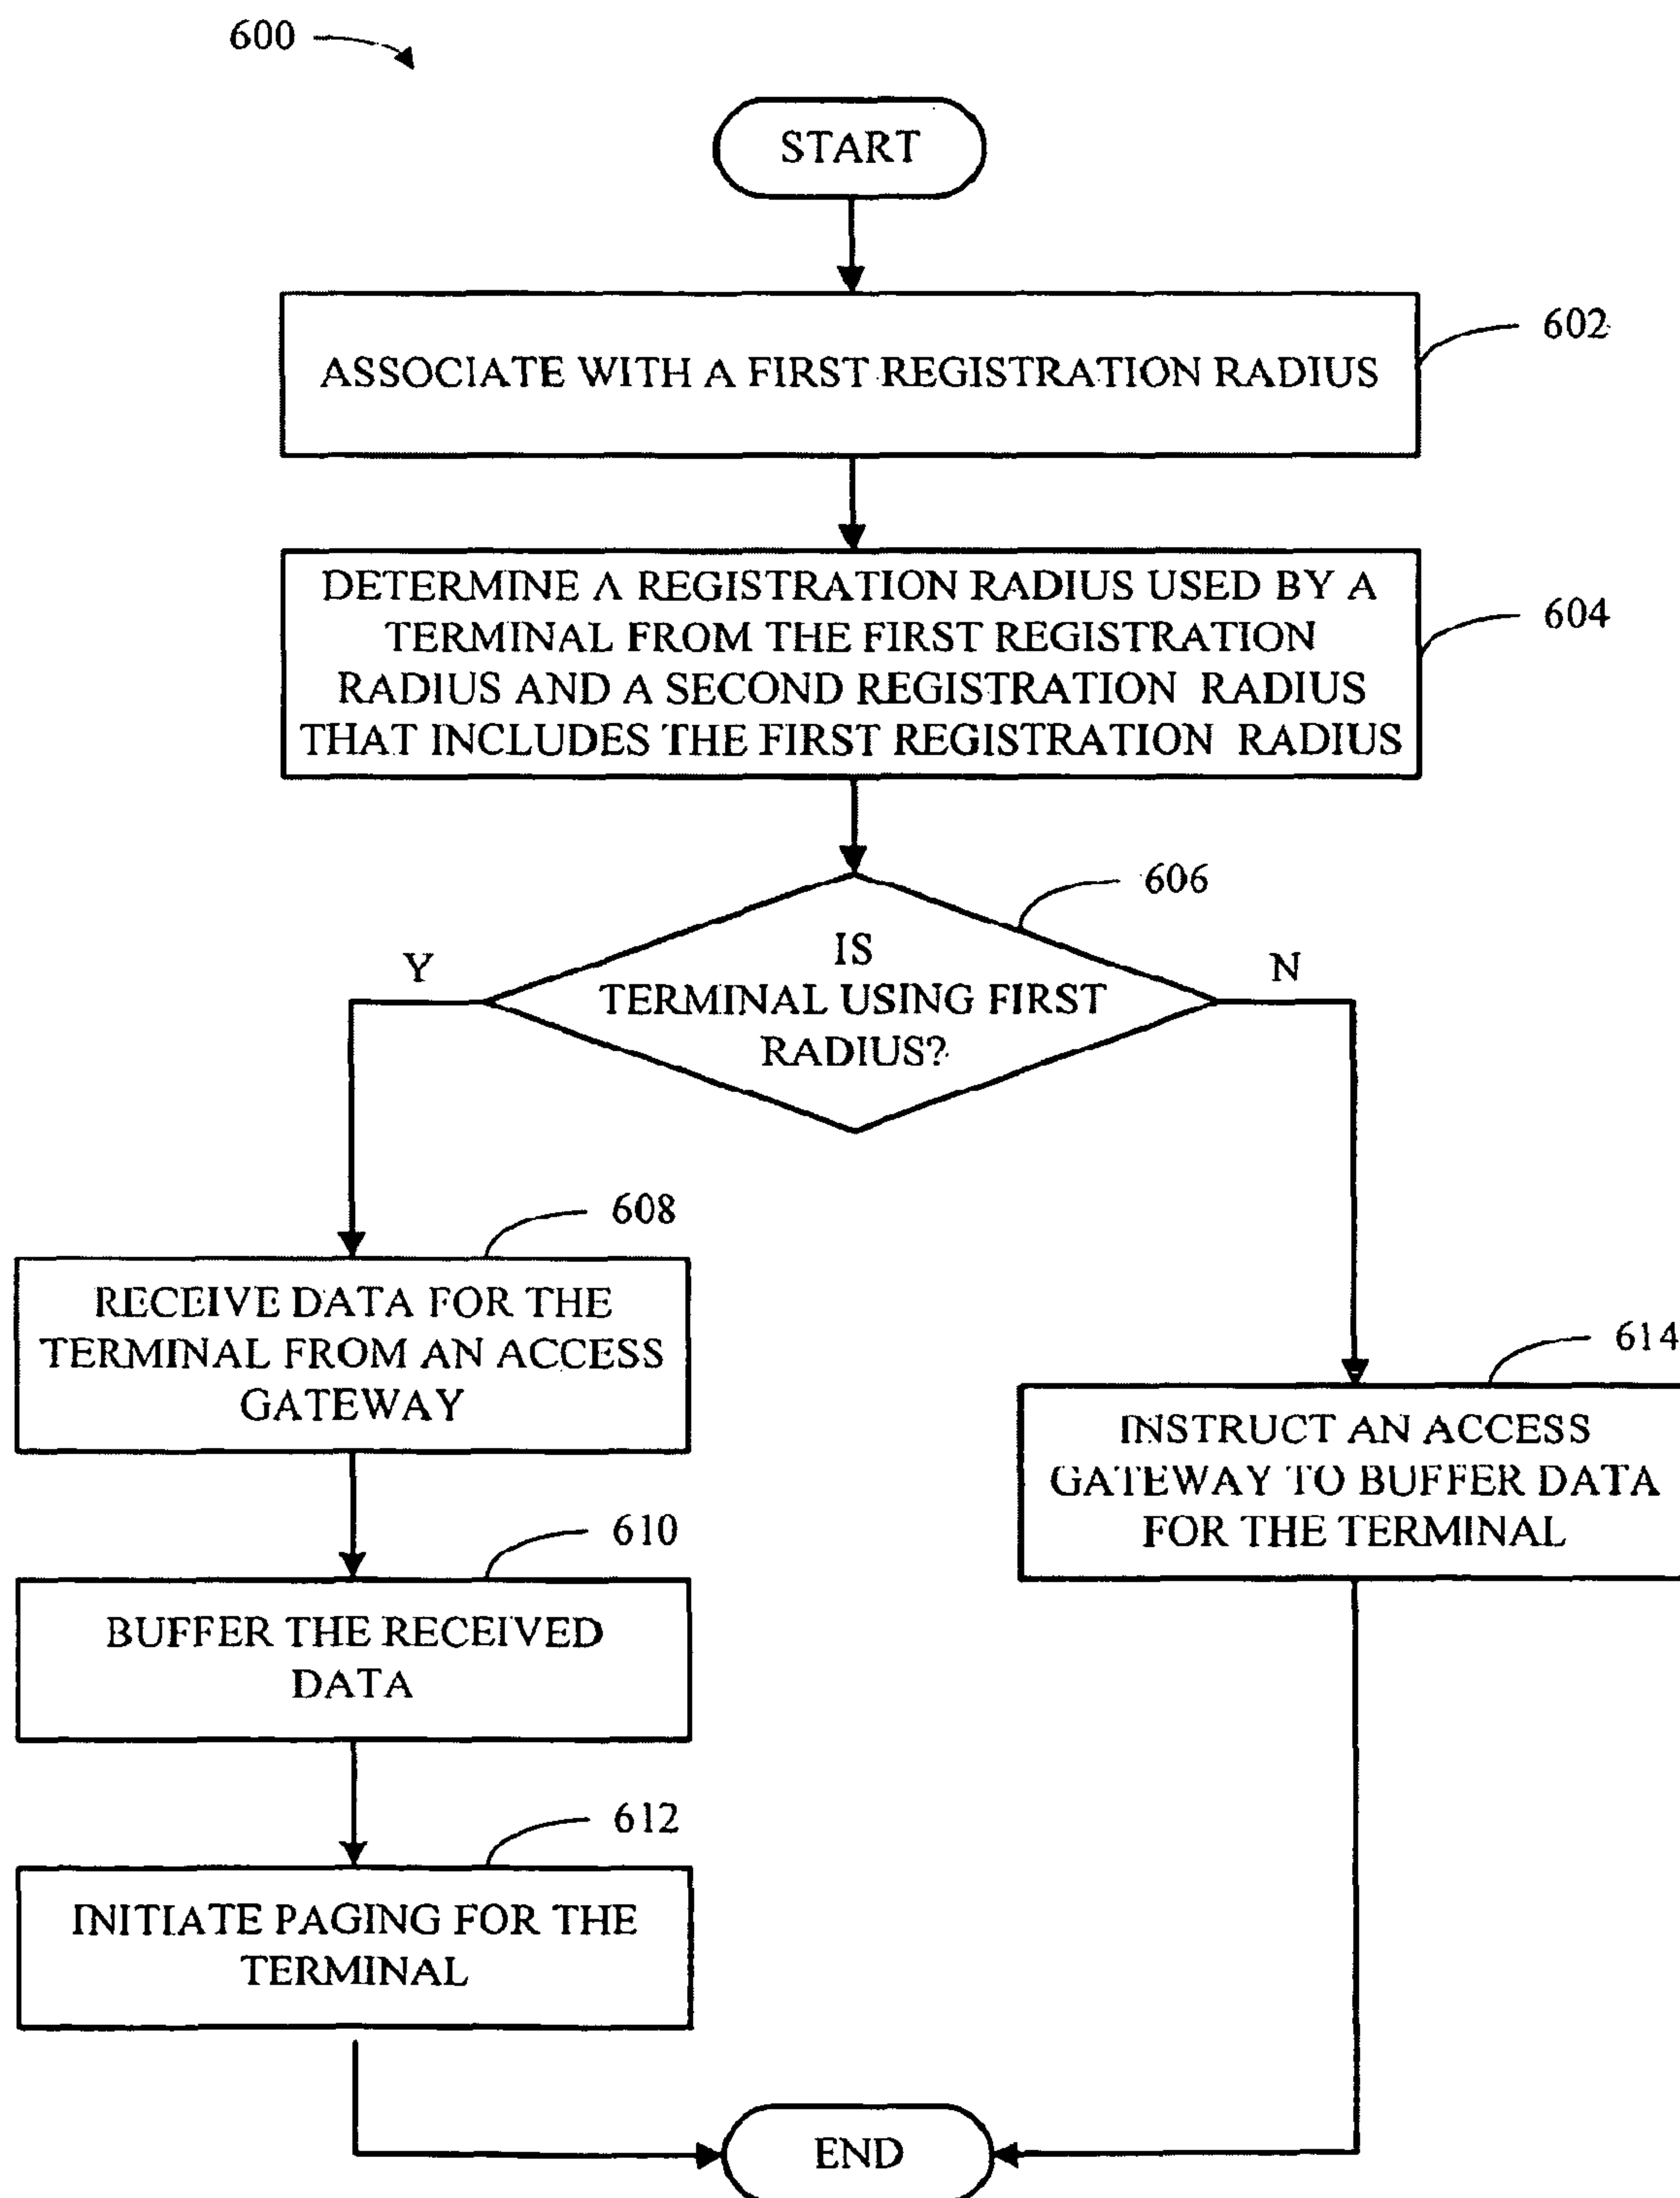 600
START
602
ASSOCIATE WITH A FIRST REGISTRATION RADIUS
604
DETERMINE A REGISTRATION RADIUS USED BY A
TERMINAL FROM THE FIRST REGISTRATION
RADIUS AND A SECOND REGISTRATION RADIUS
THAT INCLUDES THE FIRST REGISTRATION RADIUS
606
Y
N
IS
TERMINAL USING FIRST
RADIUS?
608
RECEIVE DATA FOR THE
TERMINAL FROM AN ACCESS
GATEWAY
614
INSTRUCT AN ACCESS
GATEWAY TO BUFFER DATA
FOR THE TERMINAL
610
BUFFER THE RECEIVED
DATA
612
INITIATE PAGING FOR THE
TERMINAL
END